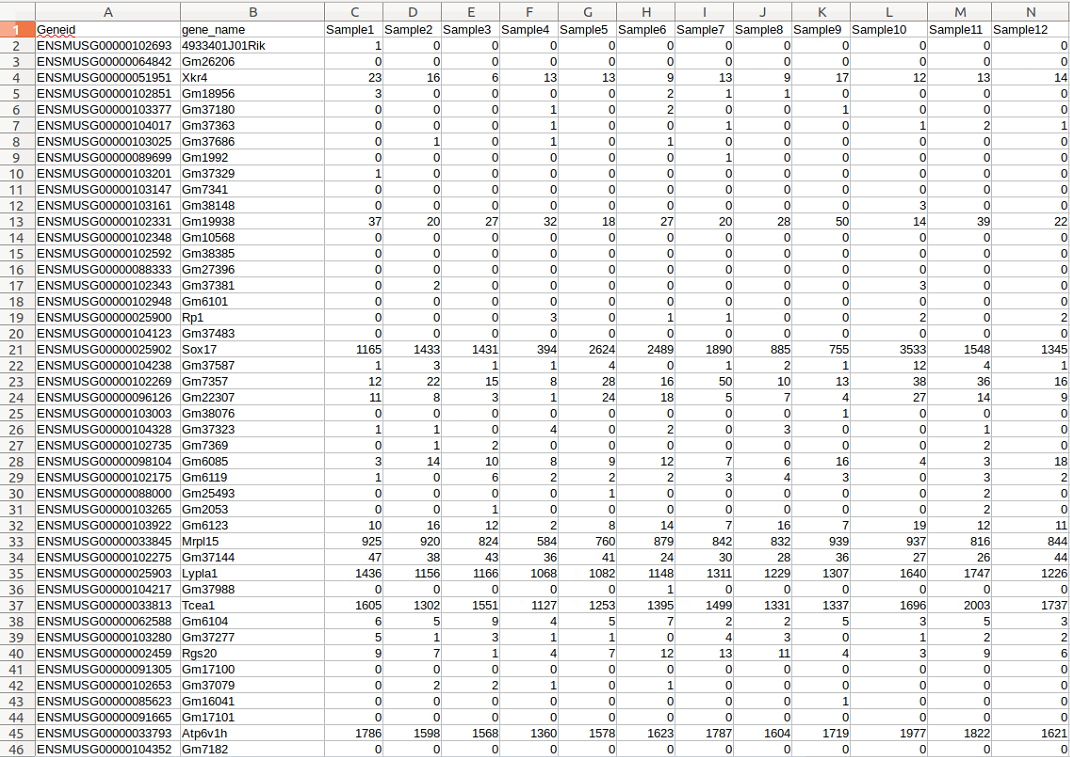 A B C D E F G H I J K L M N
1 Geneid gene_name Sample1 Sample2 Sample3 Sample4 Sample5 Sample6 Sample7 Sample8 Sample9 Sample10 Sample11 Sample12
2 ENSMUSG00000102693 4933401J01Rik 1 0 0 0 0 0 0 0 0 0 0 0
3 ENSMUSG00000064842 Gm26206 0 0 0 0 0 0 0 0 0 0 0 0
4 ENSMUSG00000051951 Xkr4 23 16 6 13 13 9 13 9 17 12 13 14
5 ENSMUSG00000102851 Gm18956 3 0 0 0 0 2 1 1 0 0 0 0
6 ENSMUSG00000103377 Gm37180 0 0 0 1 0 2 0 0 1 0 0 0
7 ENSMUSG00000104017 Gm37363 0 0 0 1 0 0 1 0 0 1 2 1
8 ENSMUSG00000103025 Gm37686 0 1 0 1 0 1 0 0 0 0 0 0
9 ENSMUSG00000089699 Gm1992 0 0 0 0 0 0 1 0 0 0 0 0
10 ENSMUSG00000103201 Gm37329 1 0 0 0 0 0 0 0 0 0 0 0
11 ENSMUSG00000103147 Gm7341 0 0 0 0 0 0 0 0 0 0 0 0
12 ENSMUSG00000103161 Gm38148 0 0 0 0 0 0 0 0 0 3 0 0
13 ENSMUSG00000102331 Gm19938 37 20 27 32 18 27 20 28 50 14 39 22
14 ENSMUSG00000102348 Gm10568 0 0 0 0 0 0 0 0 0 0 0 0
15 ENSMUSG00000102592 Gm38385 0 0 0 0 0 0 0 0 0 0 0 0
16 ENSMUSG00000088333 Gm27396 0 0 0 0 0 0 0 0 0 0 0 0
17 ENSMUSG00000102343 Gm37381 0 2 0 0 0 0 0 0 0 3 0 0
18 ENSMUSG00000102948 Gm6101 0 0 0 0 0 0 0 0 0 0 0 0
19 ENSMUSG00000025900 Rp1 0 0 0 3 0 1 1 0 0 2 0 2
20 ENSMUSG00000104123 Gm37483 0 0 0 0 0 0 0 0 0 0 0 0
21 ENSMUSG00000025902 Sox17 1165 1433 1431 394 2624 2489 1890 885 755 3533 1548 1345
22 ENSMUSG00000104238 Gm37587 1 3 1 1 4 0 1 2 1 12 4 1
23 ENSMUSG00000102269 Gm7357 12 22 15 8 28 16 50 10 13 38 36 16
24 ENSMUSG00000096126 Gm22307 11 8 3 1 24 18 5 7 4 27 14 9
25 ENSMUSG00000103003 Gm38076 0 0 0 0 0 0 0 0 1 0 0 0
26 ENSMUSG00000104328 Gm37323 1 1 0 4 0 2 0 3 0 0 1 0
27 ENSMUSG00000102735 Gm7369 0 1 2 0 0 0 0 0 0 0 2 0
28 ENSMUSG00000098104 Gm6085 3 14 10 8 9 12 7 6 16 4 3 18
29 ENSMUSG00000102175 Gm6119 1 0 6 2 2 2 3 4 3 0 3 2
30 ENSMUSG00000088000 Gm25493 0 0 0 0 1 0 0 0 0 0 2 0
31 ENSMUSG00000103265 Gm2053 0 0 1 0 0 0 0 0 0 0 2 0
32 ENSMUSG00000103922 Gm6123 10 16 12 2 8 14 7 16 7 19 12 11
33 ENSMUSG00000033845 Mrpl15 925 920 824 584 760 879 842 832 939 937 816 844
34 ENSMUSG00000102275 Gm37144 47 38 43 36 41 24 30 28 36 27 26 44
35 ENSMUSG00000025903 Lypla1 1436 1156 1166 1068 1082 1148 1311 1229 1307 1640 1747 1226
36 ENSMUSG00000104217 Gm37988 0 0 0 0 0 1 0 0 0 0 0 0
37 ENSMUSG00000033813 Tcea1 1605 1302 1551 1127 1253 1395 1499 1331 1337 1696 2003 1737
38 ENSMUSG00000062588 Gm6104 6 5 9 4 5 7 2 2 5 3 5 3
39 ENSMUSG00000103280 Gm37277 5 1 3 1 1 0 4 3 0 1 2 2
40 ENSMUSG00000002459 Rgs20 9 7 1 4 7 12 13 11 4 3 9 6
41 ENSMUSG00000091305 Gm17100 0 0 0 0 0 0 0 0 0 0 0 0
42 ENSMUSG00000102653 Gm37079 0 2 2 1 0 1 0 0 0 0 0 0
43 ENSMUSG00000085623 Gm16041 0 0 0 0 0 0 0 0 1 0 0 0
44 ENSMUSG00000091665 Gm17101 0 0 0 0 0 0 0 0 0 0 0 0
45 ENSMUSG00000033793 Atp6v1h 1786 1598 1568 1360 1578 1623 1787 1604 1719 1977 1822 1621
46 ENSMUSG00000104352 Gm7182 0 0 0 0 0 0 0 0 0 0 0 0